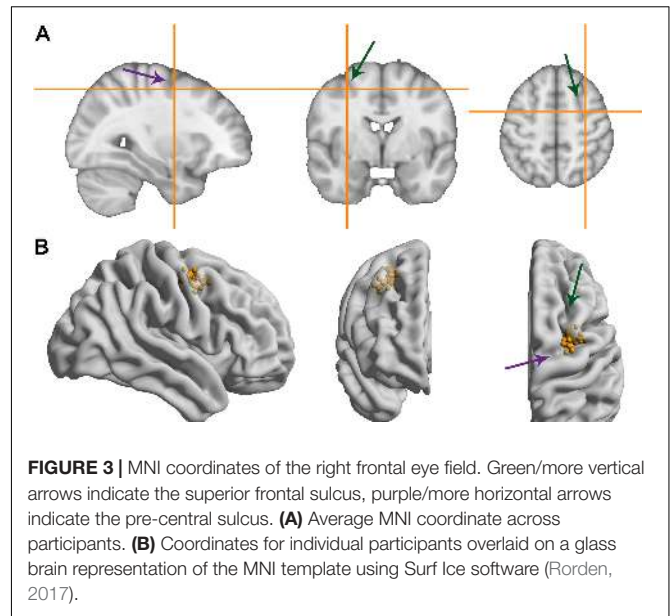 A
B
FIGURE 3 | MNI coordinates of the right frontal eye field. Green/more vertical
arrows indicate the superior frontal sulcus, purple/more horizontal arrows
indicate the pre-central sulcus. (A) Average MNI coordinate across
participants. (B) Coordinates for individual participants overlaid on a glass
brain representation of the MNI template using Surf Ice software (Rorden,
2017).